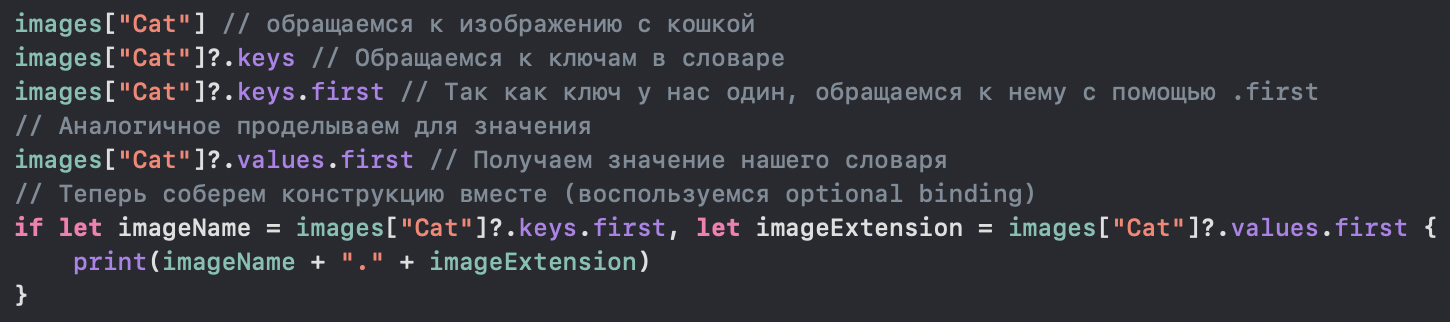 images["Cat"] // обращаемся к изображению с кошкой
images["Cat"]?.keys // Обращаемся к ключам в словаре
images["Cat"]?.keys.first // Так как ключ у нас один, обращаемся к нему с помощью .first
// Аналогичное проделываем для значения
images["Cat"]?.values.first // Получаем значение нашего словаря
// Теперь соберем конструкцию вместе (воспользуемся optional binding)
if let imageName = images["Cat"]?.keys.first, let imageExtension = images["Cat"]?.values.first {
    print(imageName + "." + imageExtension)
}